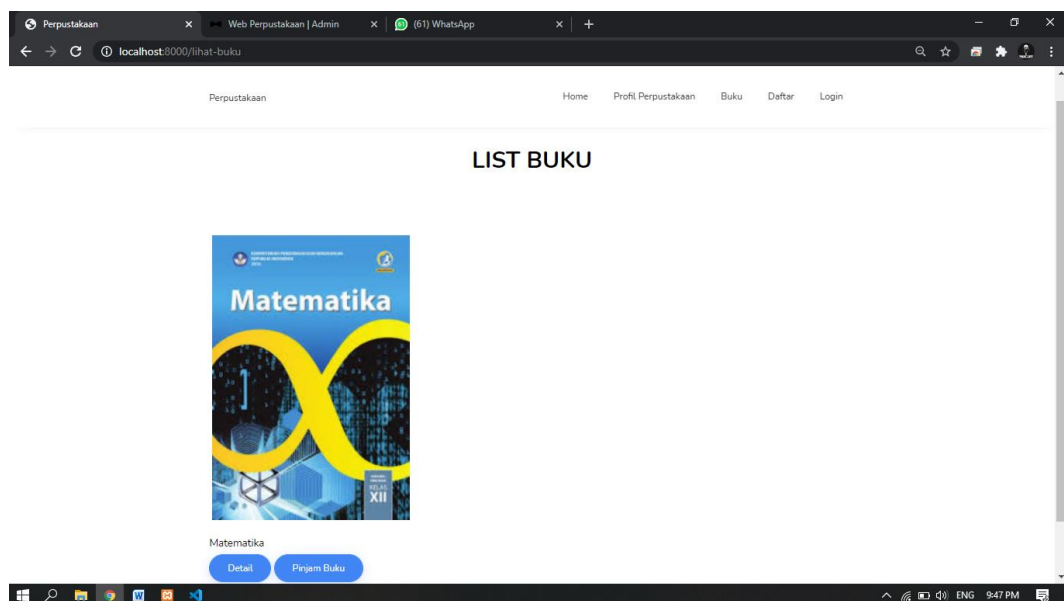 Perpustakaan
Web Perpustakaan | Admin
(61) WhatsApp
localhost:8000/lihat-buku
Perpustakaan
Home Profil Perpustakaan Buku Daftar Login
LIST BUKU
Matematika
KELAS
XII
Matematika
Detail Pinjam Buku
ENG 9:47 PM